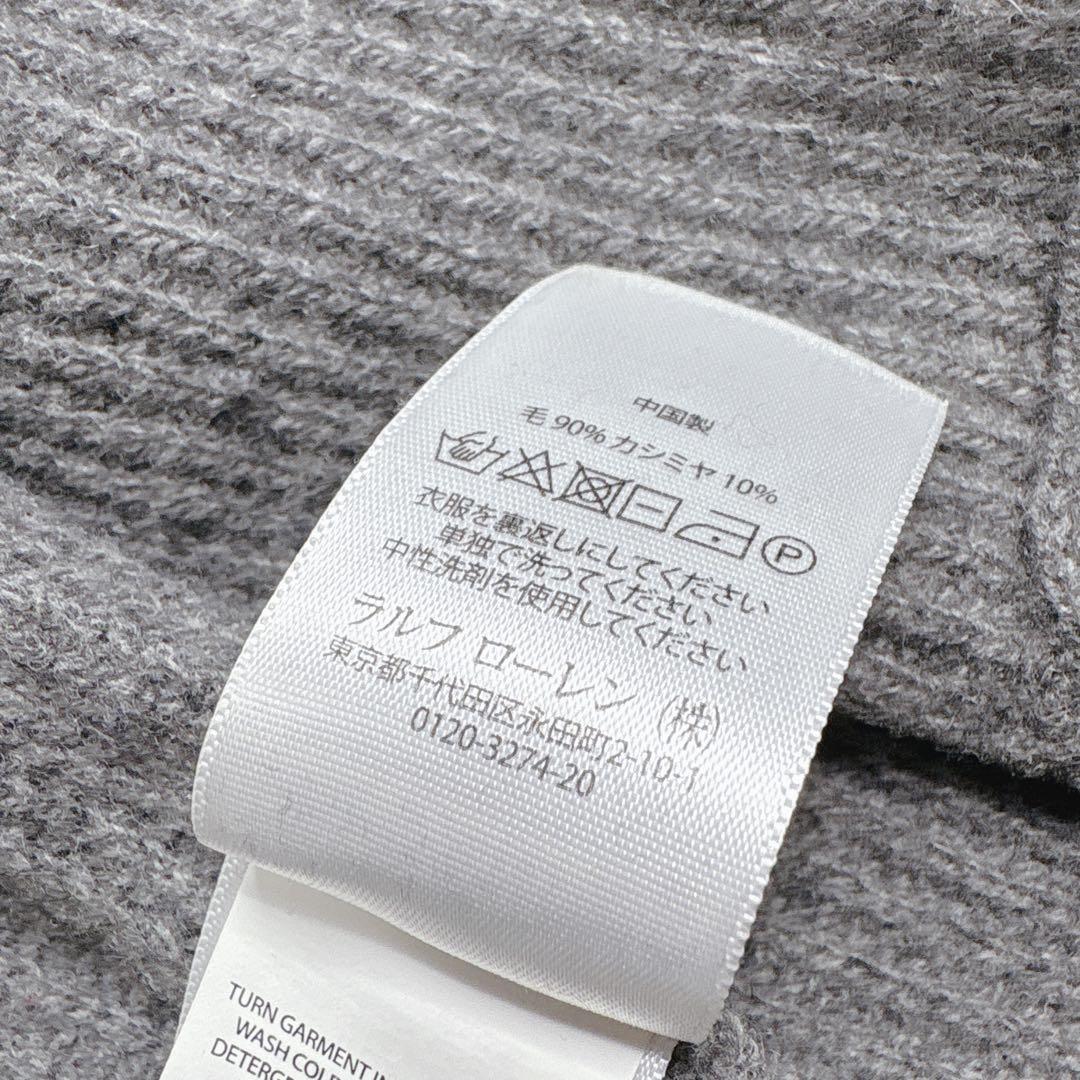 中国製
毛 90% カシミヤ 10%
P
衣服を裏返しにしてください
単独で洗ってください
中性洗剤を使用してください
ラルフ ローレン (株)
東京都千代田区永田町2-10-1
0120-3274-20
TURN GARMENT IN
WASH COL
DETERGE